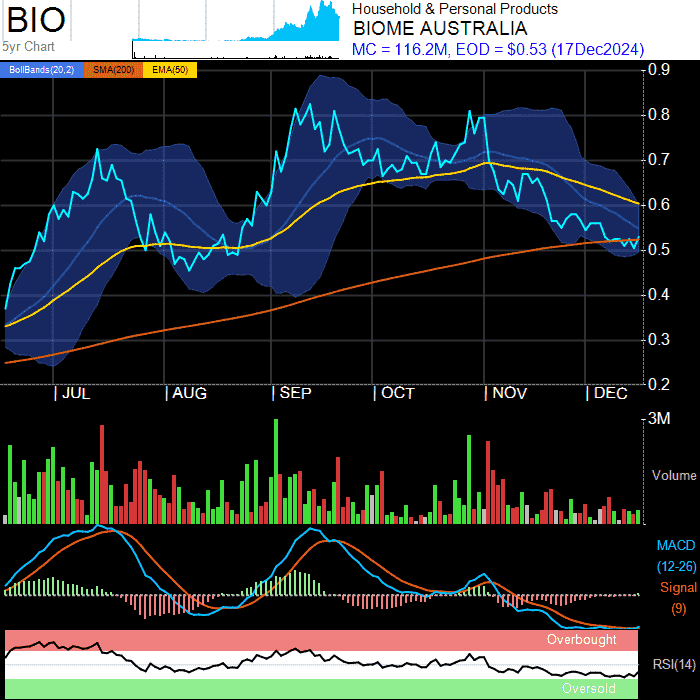 BIO
5yr Chart
Household & Personal Products
BIOME AUSTRALIA
MC = 116.2M, EOD = $0.53 (17Dec2024)
BollBands(20,2) SMA(200) EMA(50)
0.9
0.8
0.7
0.6
0.5
0.4
0.3
0.2
JUL AUG SEP OCT NOV DEC
3M
Volume
MACD
(12-26)
Signal
(9)
Overbought
RSI(14)
Oversold